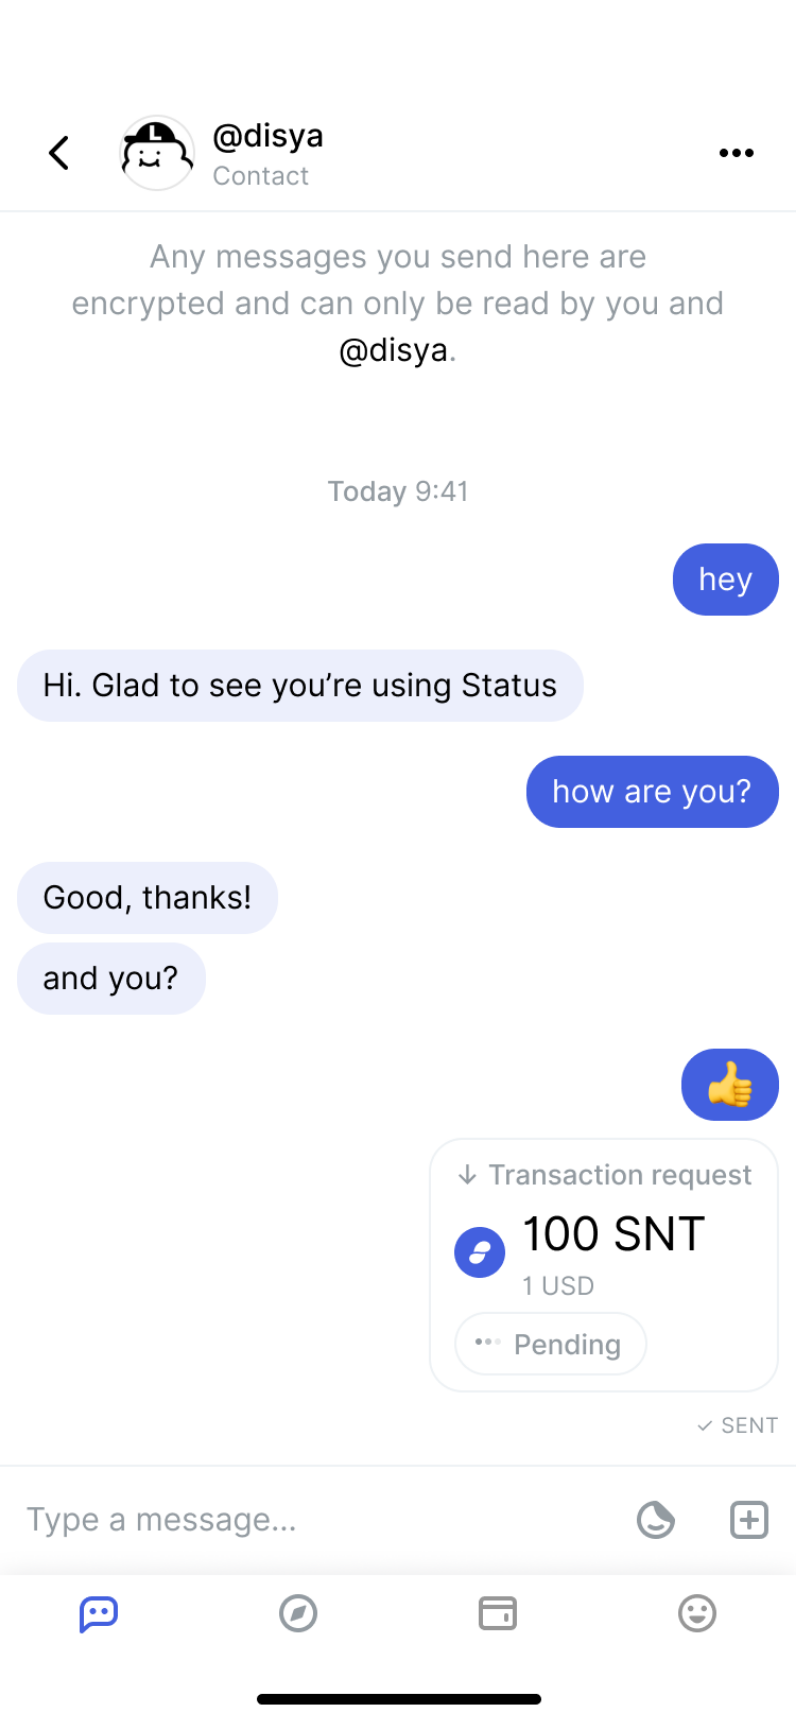 L
@disya
Contact
Any messages you send here are
encrypted and can only be read by you and
@disya.
Today 9:41
hey
Hi. Glad to see you’re using Status
how are you?
Good, thanks!
and you?
👍
↓ Transaction request
100 SNT
1 USD
Pending
✓ SENT
Type a message...